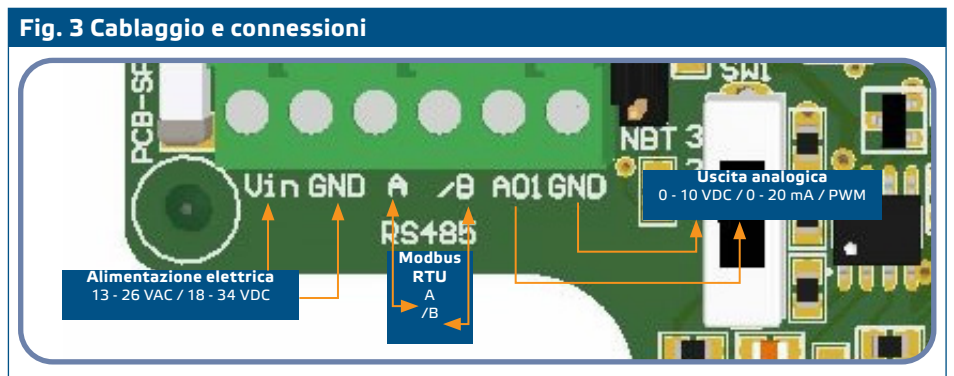 Fig. 3 Cablaggio e connessioni
PCB-SF
SW1
NBT 3
Vin GND A /B AO1 GND
RS485
Uscita analogica
0 - 10 VDC / 0 - 20 mA / PWM
Alimentazione elettrica
13 - 26 VAC / 18 - 34 VDC
Modbus
RTU
A
/B